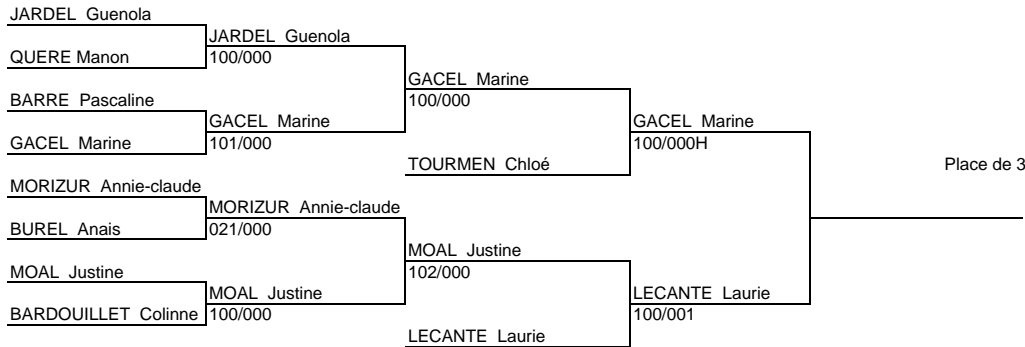 JARDEL Guenola
JARDEL Guenola
QUERE Manon
100/000
GACEL Marine
BARRE Pascaline
100/000
GACEL Marine
GACEL Marine
GACEL Marine
101/000
100/000H
TOURMEN Chloé
Place de 3
MORIZUR Annie-claude
MORIZUR Annie-claude
BUREL Anais
021/000
MOAL Justine
MOAL Justine
102/000
MOAL Justine
LECANTE Laurie
BARDOUILLET Colinne
100/000
100/001
LECANTE Laurie